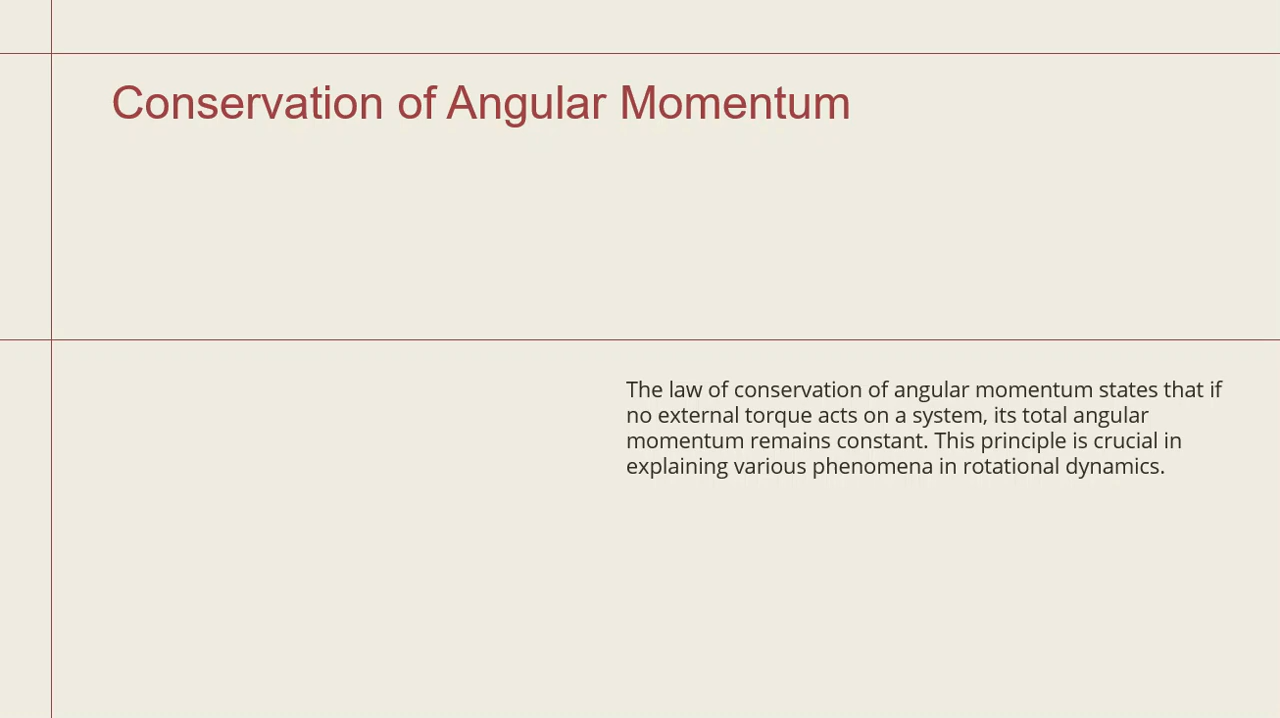 Conservation of Angular Momentum
The law of conservation of angular momentum states that if
no external torque acts on a system, its total angular
momentum remains constant. This principle is crucial in
explaining various phenomena in rotational dynamics.